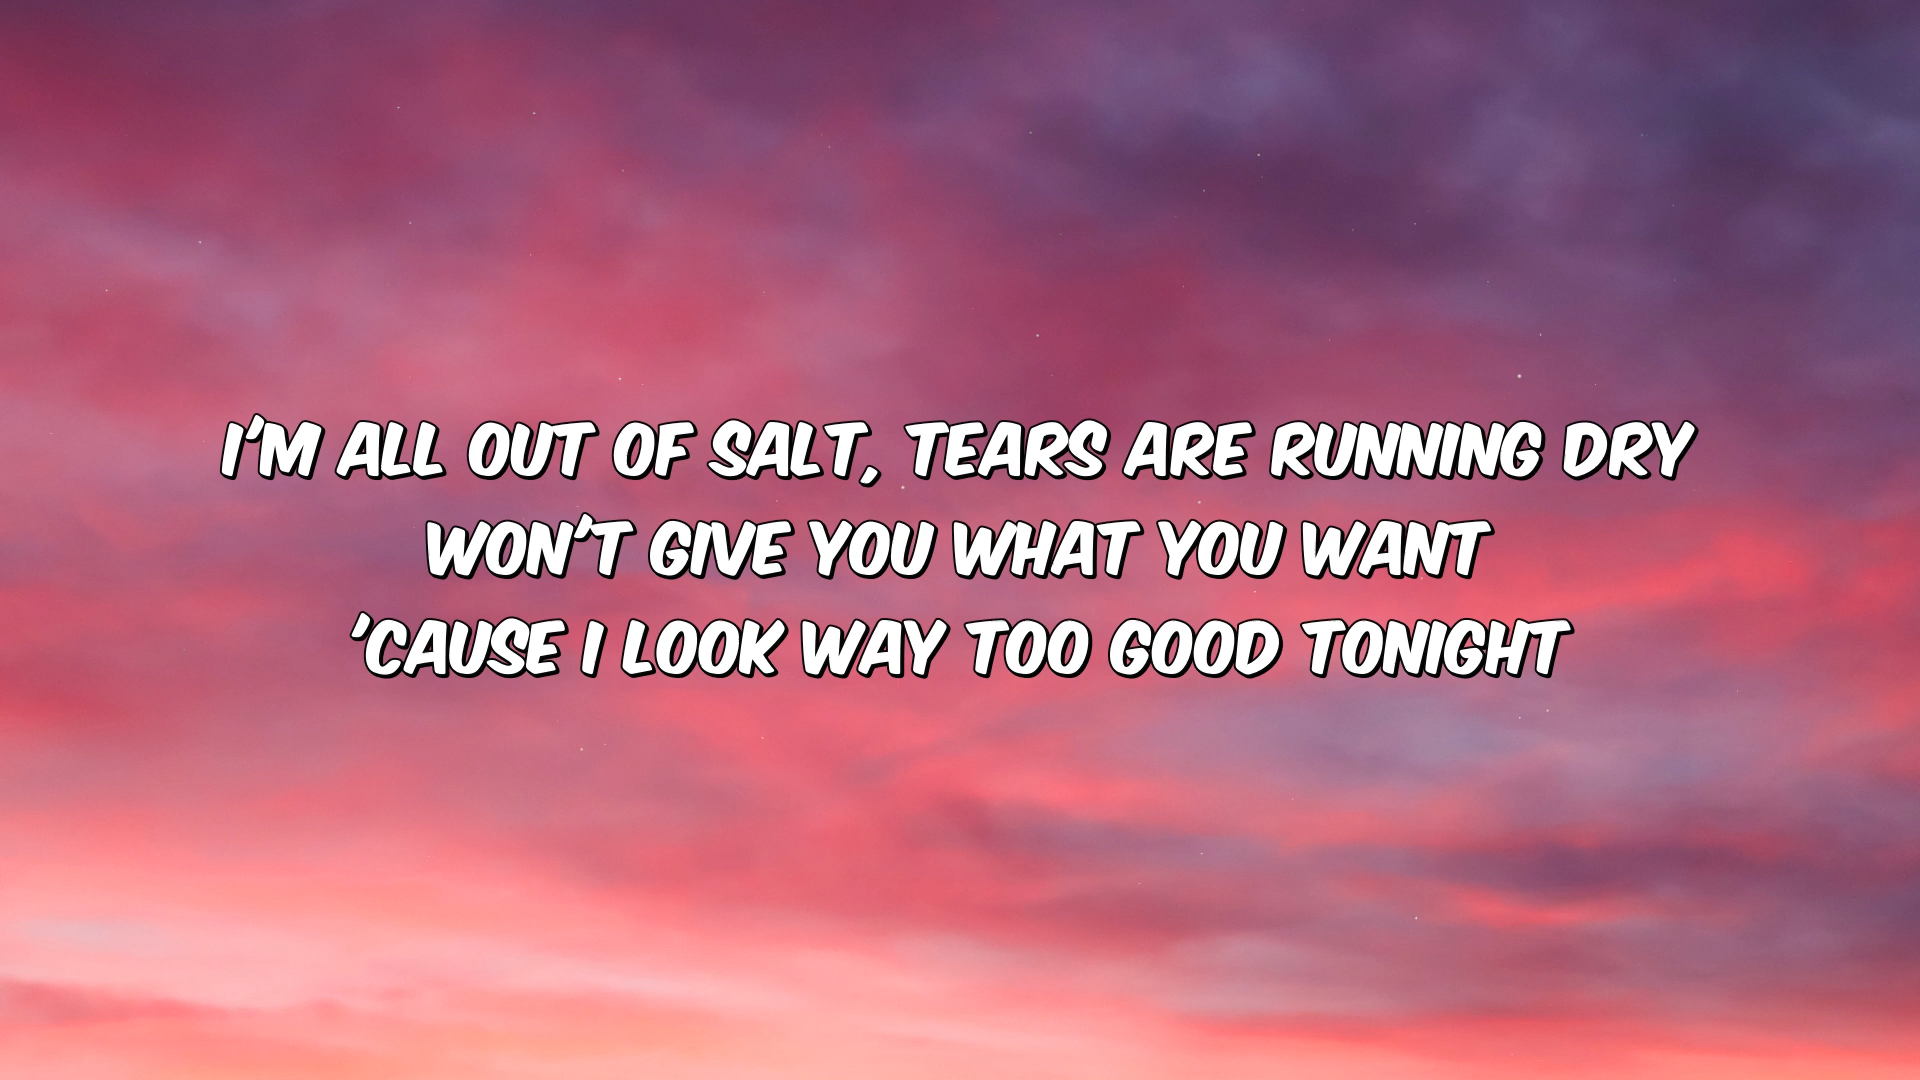 I'M ALL OUT OF SALT, TEARS ARE RUNNING DRY
WON'T GIVE YOU WHAT YOU WANT
'CAUSE I LOOK WAY TOO GOOD TONIGHT